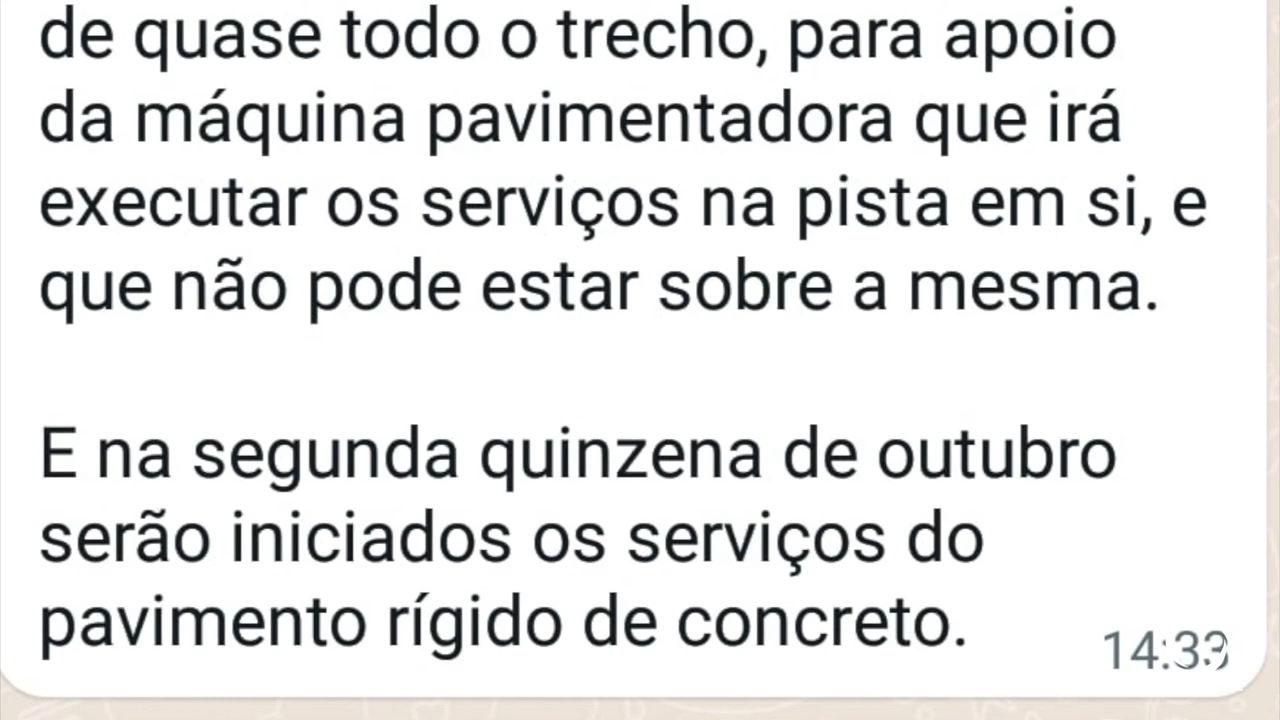 de quase todo o trecho, para apoio
da máquina pavimentadora que irá
executar os serviços na pista em si, e
que não pode estar sobre a mesma.
E na segunda quinzena de outubro
serão iniciados os serviços do
pavimento rígido de concreto.
14:33